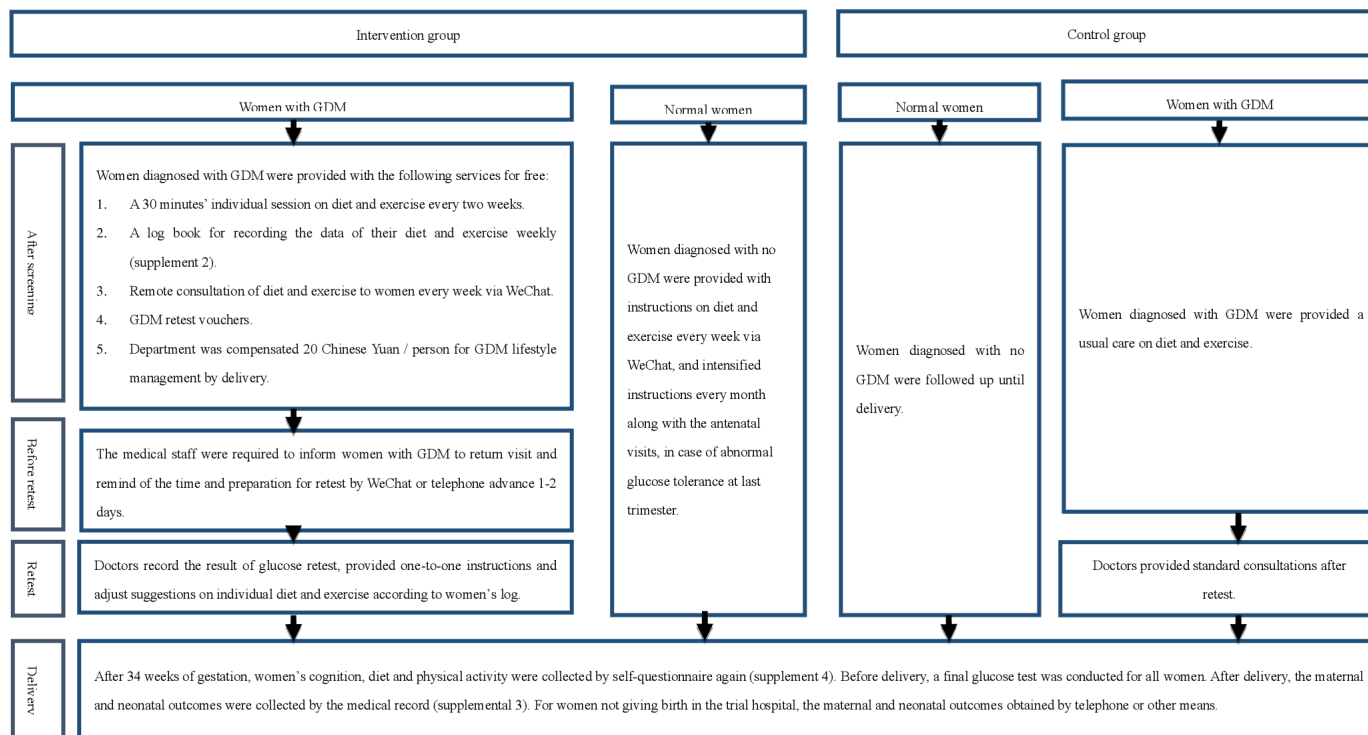 Intervention group
Control group
Women with GDM
Normal women
Normal women
Women with GDM
After screening
Women diagnosed with GDM were provided with the following services for free:
1. A 30 minutes' individual session on diet and exercise every two weeks.
2. A log book for recording the data of their diet and exercise weekly
(supplement 2).
3. Remote consultation of diet and exercise to women every week via WeChat.
4. GDM retest vouchers.
5. Department was compensated 20 Chinese Yuan / person for GDM lifestyle
management by delivery.
Women diagnosed with no
GDM were provided with
instructions on diet and
exercise every week via
WeChat, and intensified
instructions every month
along with the antenatal
visits, in case of abnormal
glucose tolerance at last
trimester.
Women diagnosed with no
GDM were followed up until
delivery.
Women diagnosed with GDM were provided a
usual care on diet and exercise.
Before retest
The medical staff were required to inform women with GDM to return visit and
remind of the time and preparation for retest by WeChat or telephone advance 1-2
days.
Retest
Doctors record the result of glucose retest, provided one-to-one instructions and
adjust suggestions on individual diet and exercise according to women's log.
Doctors provided standard consultations after
retest.
Delivery
After 34 weeks of gestation, women's cognition, diet and physical activity were collected by self-questionnaire again (supplement 4). Before delivery, a final glucose test was conducted for all women. After delivery, the maternal
and neonatal outcomes were collected by the medical record (supplemental 3). For women not giving birth in the trial hospital, the maternal and neonatal outcomes obtained by telephone or other means.